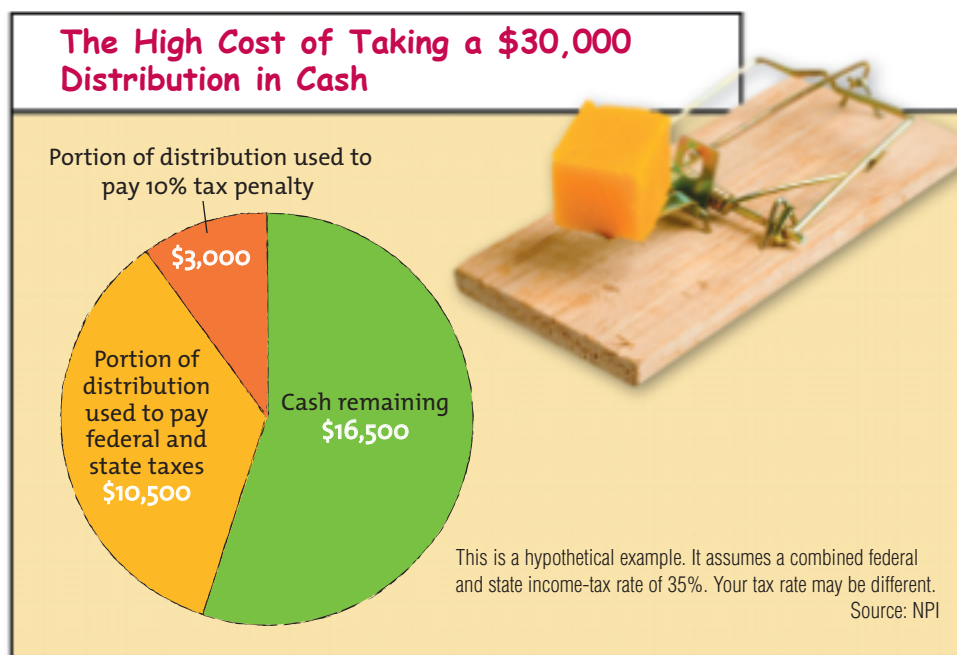 The High Cost of Taking a $30,000
Distribution in Cash
Portion of distribution used to
pay 10% tax penalty
$3,000
Portion of
distribution
used to pay
federal and
state taxes
$10,500
Cash remaining
$16,500
This is a hypothetical example. It assumes a combined federal
and state income-tax rate of 35%. Your tax rate may be different.
Source: NPI